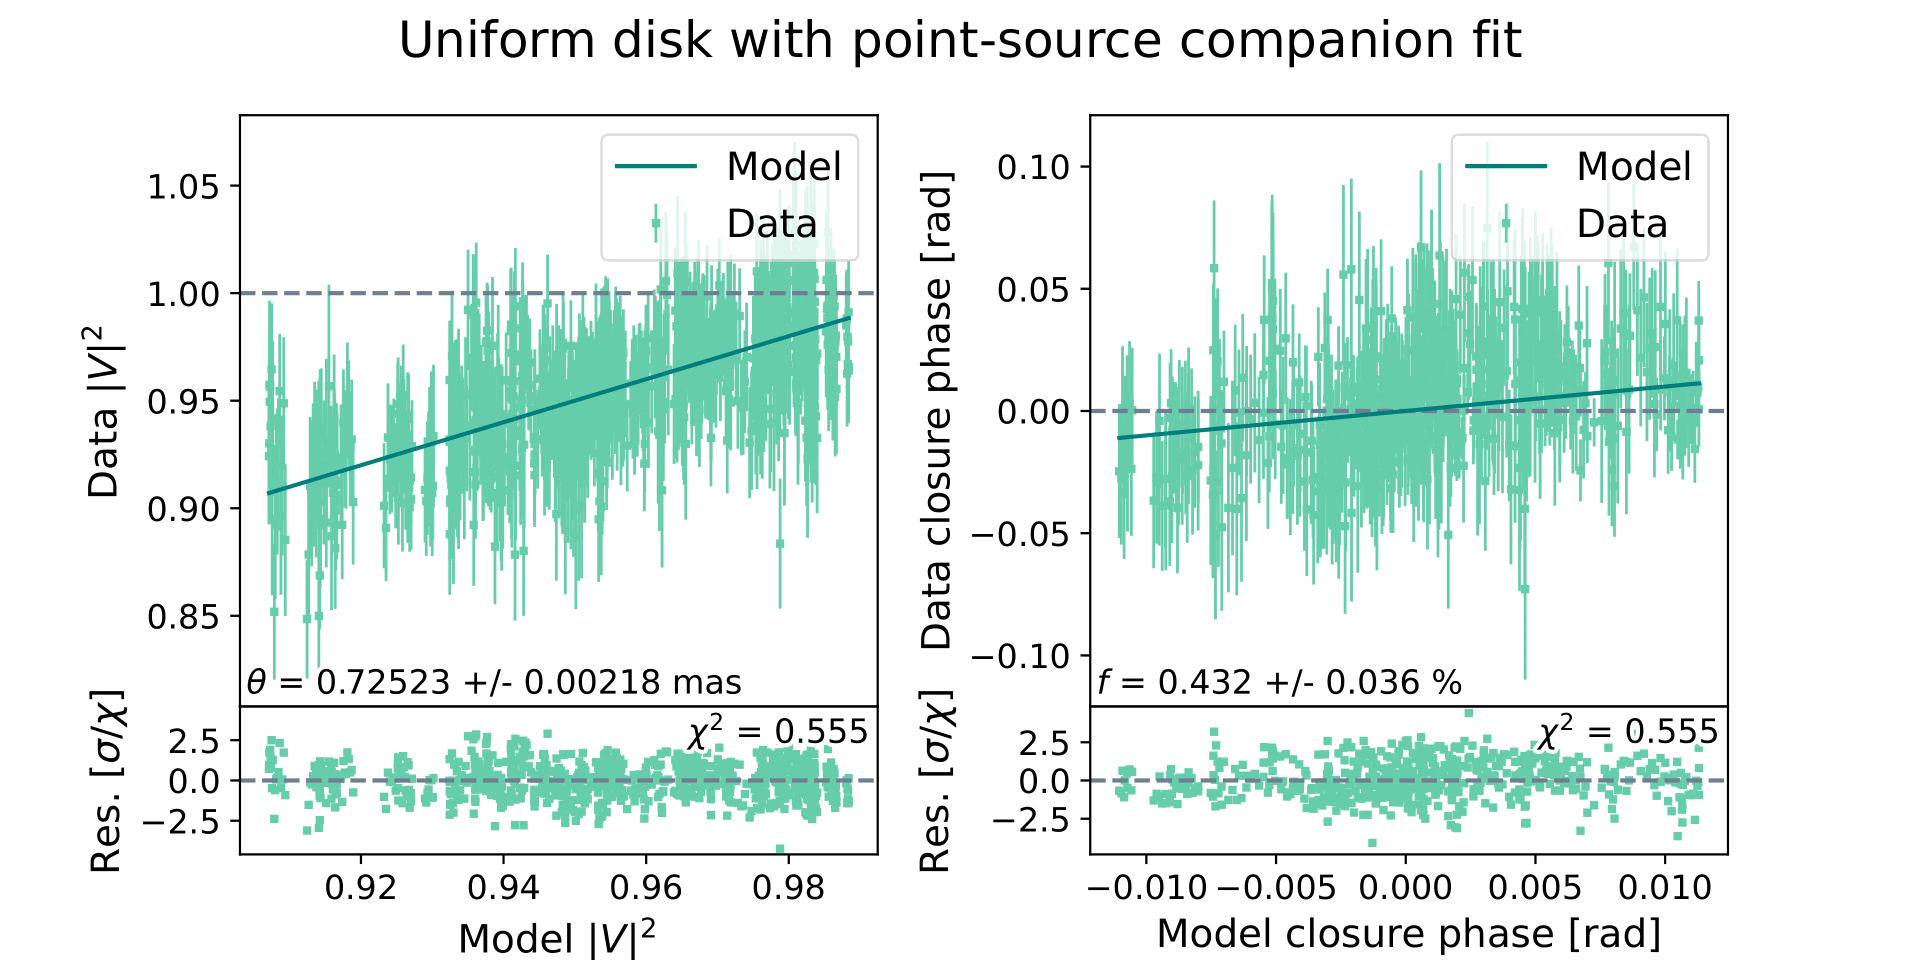 Uniform disk with point-source companion fit
Data |V|²
1.05
1.00
0.95
0.90
0.85
Model
Data
θ = 0.72523 +/- 0.00218 mas
Res. [σ/χ]
2.5
0.0
−2.5
χ² = 0.555
0.92 0.94 0.96 0.98
Model |V|²
Data closure phase [rad]
0.10
0.05
0.00
−0.05
−0.10
Model
Data
f = 0.432 +/- 0.036 %
Res. [σ/χ]
2.5
0.0
−2.5
χ² = 0.555
−0.010 −0.005 0.000 0.005 0.010
Model closure phase [rad]